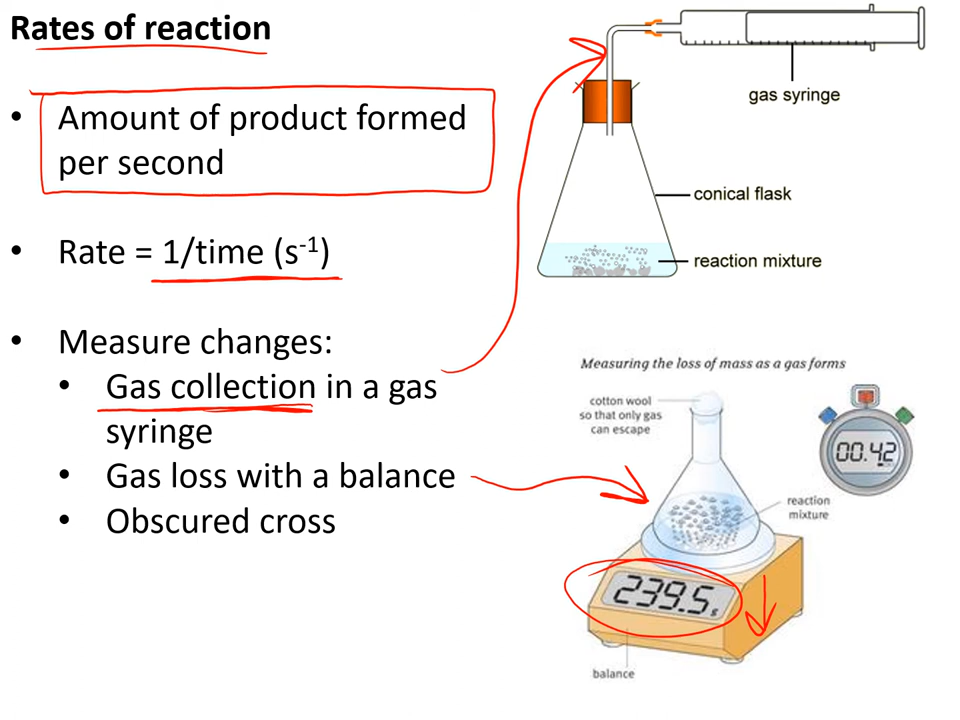 Rates of reaction
• Amount of product formed
per second
• Rate = 1/time (s⁻¹)
• Measure changes:
• Gas collection in a gas
syringe
• Gas loss with a balance
• Obscured cross
gas syringe
conical flask
reaction mixture
Measuring the loss of mass as a gas forms
cotton wool
so that only gas
can escape
00.42
reaction
mixture
239.5 g
balance